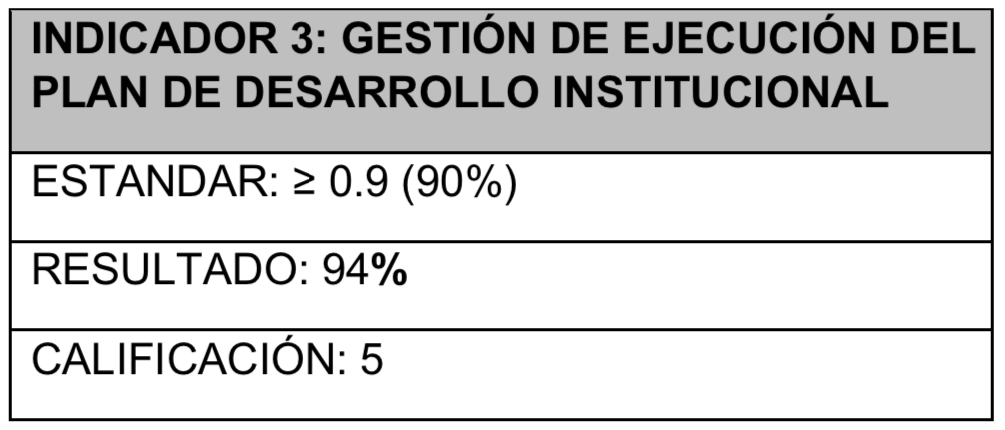 INDICADOR 3: GESTIÓN DE EJECUCIÓN DEL
PLAN DE DESARROLLO INSTITUCIONAL
ESTANDAR: ≥ 0.9 (90%)
RESULTADO: 94%
CALIFICACIÓN: 5